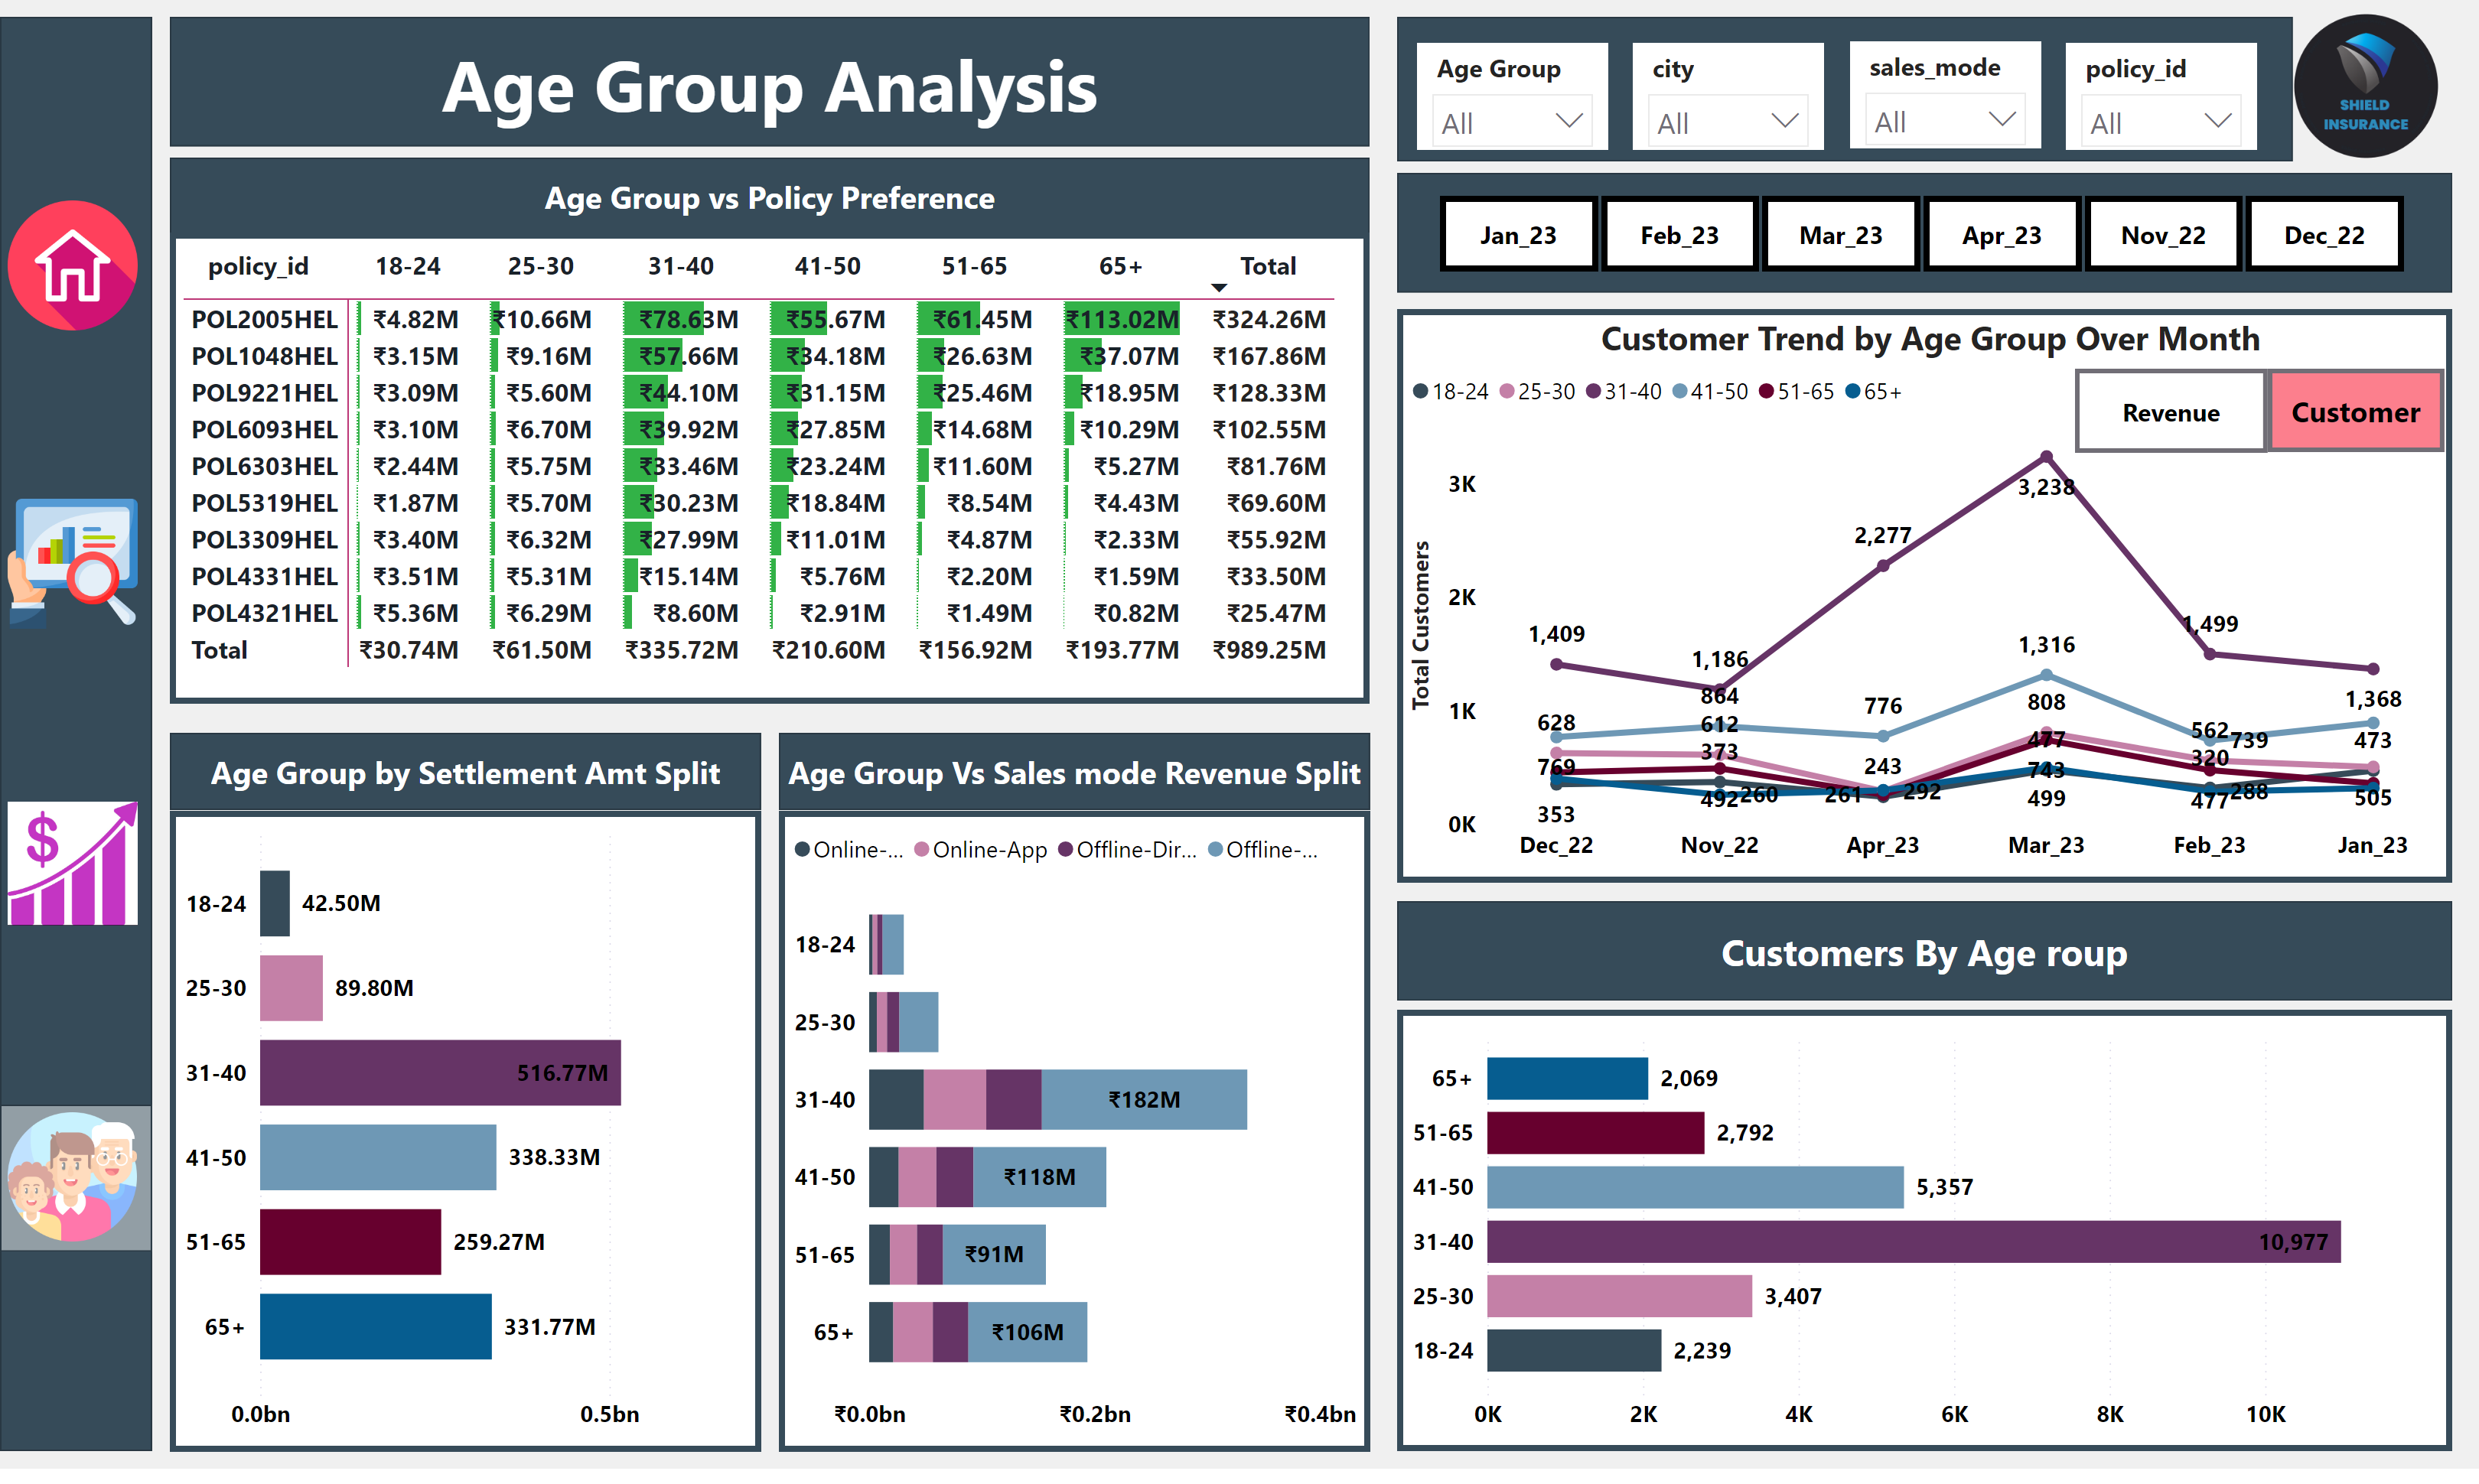 Age Group Analysis
Age Group
city
sales_mode
policy_id
All
All
All
All
SHIELD
INSURANCE
Jan_23
Feb_23
Mar_23
Apr_23
Nov_22
Dec_22
Age Group vs Policy Preference
policy_id 18-24 25-30 31-40 41-50 51-65 65+ Total
POL2005HEL ₹4.82M ₹10.66M ₹78.63M ₹55.67M ₹61.45M ₹113.02M ₹324.26M
POL1048HEL ₹3.15M ₹9.16M ₹57.66M ₹34.18M ₹26.63M ₹37.07M ₹167.86M
POL9221HEL ₹3.09M ₹5.60M ₹44.10M ₹31.15M ₹25.46M ₹18.95M ₹128.33M
POL6093HEL ₹3.10M ₹6.70M ₹39.92M ₹27.85M ₹14.68M ₹10.29M ₹102.55M
POL6303HEL ₹2.44M ₹5.75M ₹33.46M ₹23.24M ₹11.60M ₹5.27M ₹81.76M
POL5319HEL ₹1.87M ₹5.70M ₹30.23M ₹18.84M ₹8.54M ₹4.43M ₹69.60M
POL3309HEL ₹3.40M ₹6.32M ₹27.99M ₹11.01M ₹4.87M ₹2.33M ₹55.92M
POL4331HEL ₹3.51M ₹5.31M ₹15.14M ₹5.76M ₹2.20M ₹1.59M ₹33.50M
POL4321HEL ₹5.36M ₹6.29M ₹8.60M ₹2.91M ₹1.49M ₹0.82M ₹25.47M
Total ₹30.74M ₹61.50M ₹335.72M ₹210.60M ₹156.92M ₹193.77M ₹989.25M
Customer Trend by Age Group Over Month
18-24 25-30 31-40 41-50 51-65 65+
Revenue
Customer
Total Customers
3K
2K
1K
0K
3,238
2,277
1,409
1,186
1,499
1,316
1,368
864
776
808
628
612
562
739
473
373
477
320
769
243
743
492
260
261
292
499
477
288
505
353
Dec_22 Nov_22 Apr_23 Mar_23 Feb_23 Jan_23
Age Group by Settlement Amt Split
18-24 42.50M
25-30 89.80M
31-40 516.77M
41-50 338.33M
51-65 259.27M
65+ 331.77M
0.0bn 0.5bn
Age Group Vs Sales mode Revenue Split
Online-... Online-App Offline-Dir... Offline-...
18-24
25-30
31-40 ₹182M
41-50 ₹118M
51-65 ₹91M
65+ ₹106M
₹0.0bn ₹0.2bn ₹0.4bn
Customers By Age roup
65+ 2,069
51-65 2,792
41-50 5,357
31-40 10,977
25-30 3,407
18-24 2,239
0K 2K 4K 6K 8K 10K
$